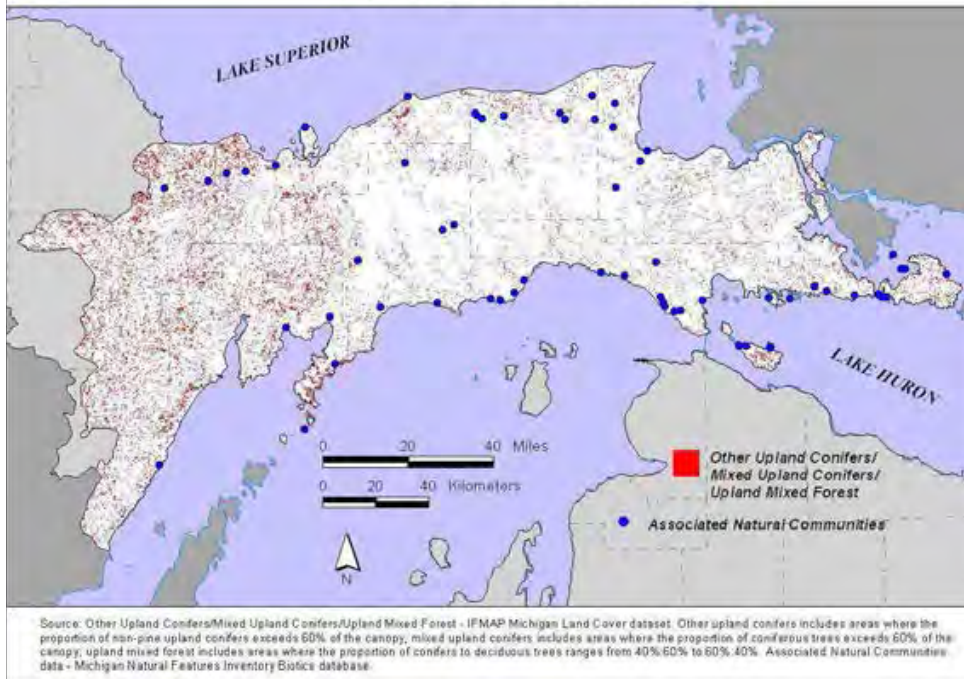 LAKE SUPERIOR
LAKE HURON
0 20 40 Miles
0 20 40 Kilometers
N
Other Upland Conifers/
Mixed Upland Conifers/
Upland Mixed Forest
Associated Natural Communities
Source: Other Upland Conifers/Mixed Upland Conifers/Upland Mixed Forest - IFMAP Michigan Land Cover dataset. Other upland conifers includes areas where the
proportion of non-pine upland conifers exceeds 60% of the canopy, mixed upland conifers includes areas where the proportion of coniferous trees exceeds 60% of the
canopy, upland mixed forest includes areas where the proportion of conifers to deciduous trees ranges from 40%:60% to 60%:40%. Associated Natural Communities
data - Michigan Natural Features Inventory Biotics database.